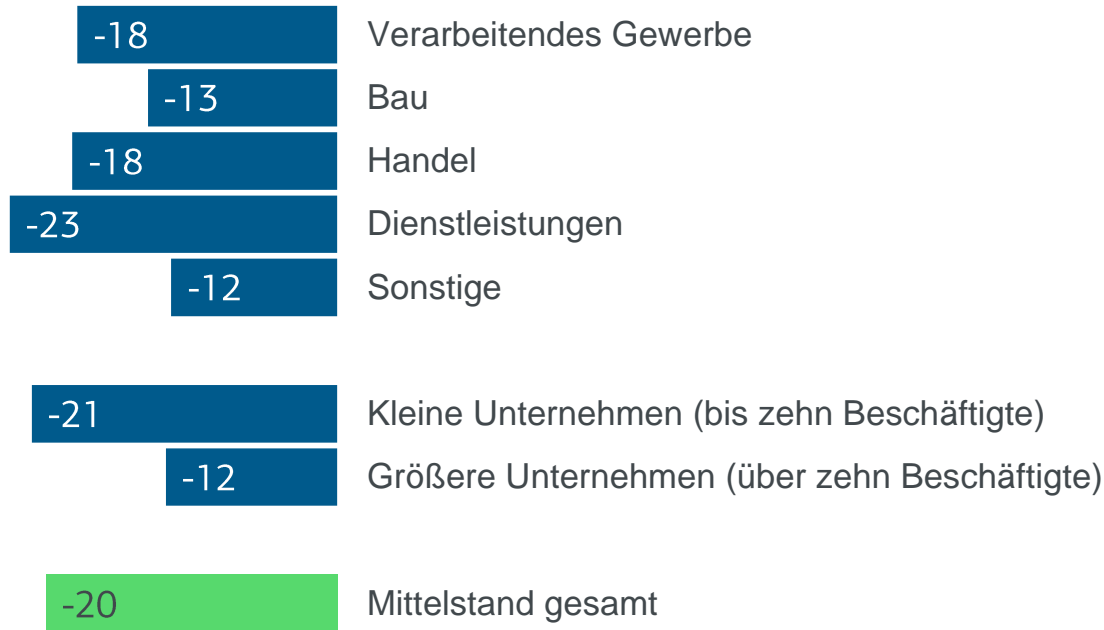 -18 Verarbeitendes Gewerbe
-13 Bau
-18 Handel
-23 Dienstleistungen
-12 Sonstige
-21 Kleine Unternehmen (bis zehn Beschäftigte)
-12 Größere Unternehmen (über zehn Beschäftigte)
-20 Mittelstand gesamt